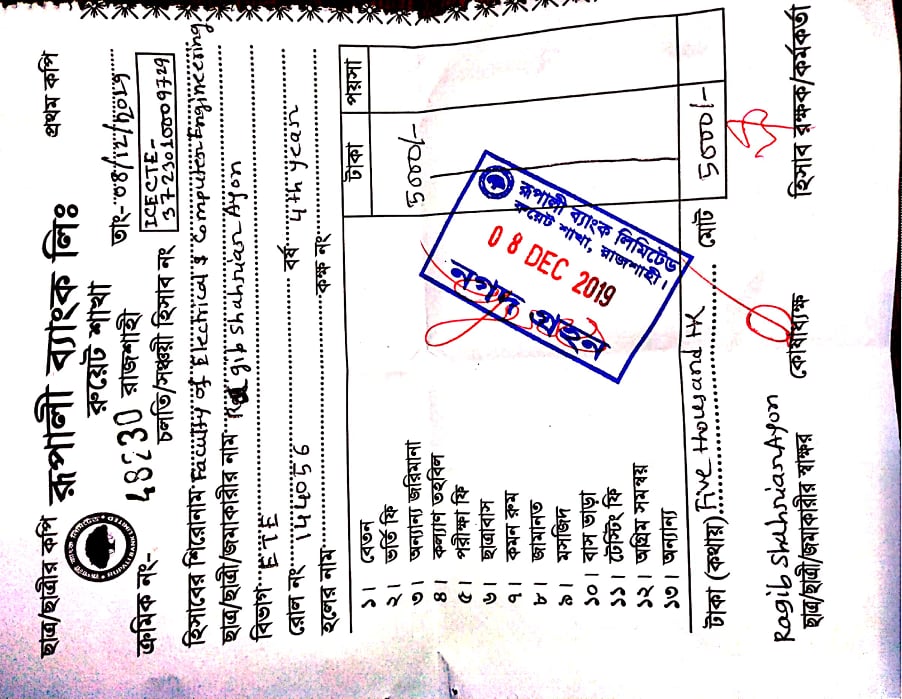 ছাত্র/ছাত্রীর কপি রূপালী ব্যাংক লিঃ প্রথম কপি
রুয়েট শাখা
RUPALI BANK LIMITED
তাং- 08/12/2019
ক্রমিক নং- 48230 রাজশাহী
চলতি/সঞ্চয়ী হিসাব নং ICECTE-
3723010009729
হিসাবের শিরোনাম Faculty of Electrical & Computer Engineering
ছাত্র/ছাত্রী/জমাকারীর নাম Ragib Shahriar Ayon
বিভাগ ETE
রোল নং 144056 বর্ষ 4th year
হলের নাম কক্ষ নং
টাকা পয়সা
১। বেতন
২। ভর্তি ফি
৩। অন্যান্য জরিমানা 5000/-
৪। কল্যাণ তহবিল
৫। পরীক্ষা ফি
৬। ছাত্রাবাস
৭। কমন রুম
৮। জামানত
৯। মসজিদ
১০। বাস ভাড়া
১১। টেস্টিং ফি
১২। অগ্রিম সমন্বয়
১৩। অন্যান্য
নগদ গ্রহন
08 DEC 2019
রূপালী ব্যাংক লিমিটেড
রুয়েট শাখা, রাজশাহী।
টাকা (কথায়) Five thousand tk মোট 5000/-
Ragib Shahriar Ayon
ছাত্র/ছাত্রী/জমাকারীর স্বাক্ষর কোষাধ্যক্ষ হিসাব রক্ষক/কর্মকর্তা